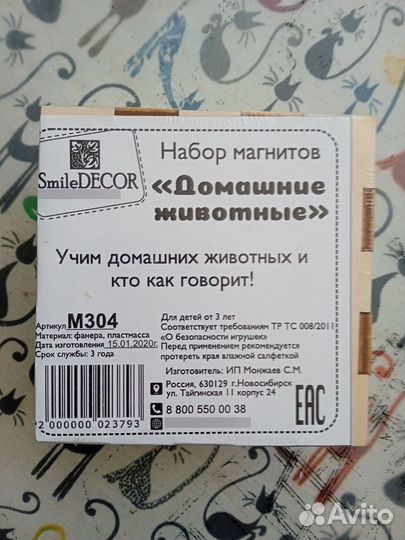 SmileDECOR
Набор магнитов
«Домашние
животные»
Учим домашних животных и
кто как говорит!
Артикул М304
Материал: фанера, пластмасса
Дата изготовления 15.01.2020г.
Срок службы: 3 года
Для детей от 3 лет
Соответствует требованиям ТР ТС 008/2011
«О безопасности игрушек»
Перед применением рекомендуется
протереть края влажной салфеткой
Изготовитель: ИП Монжаев С.М.
Россия, 630129 г.Новосибирск
ул. Тайгинская 11 корпус 24
8 800 550 00 38
EAC
2 000000 023793
Avito